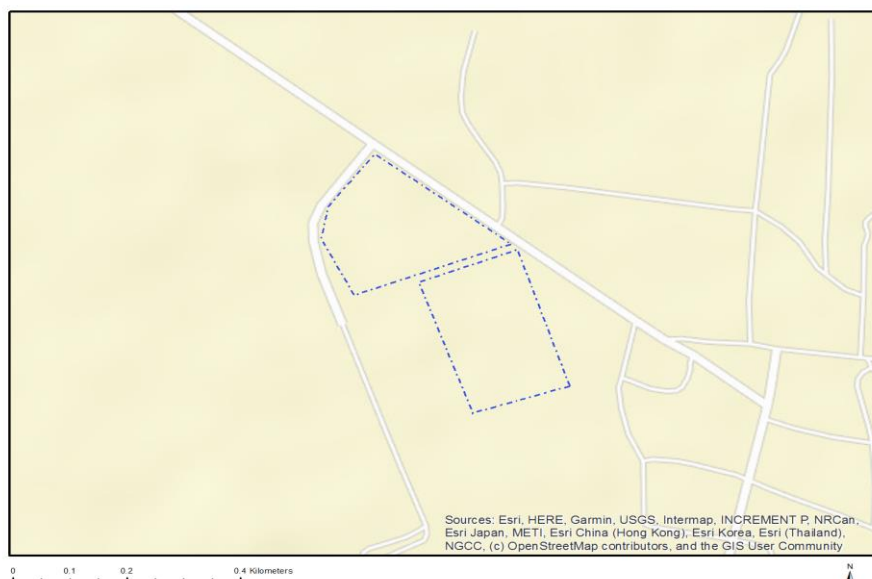 Sources: Esri, HERE, Garmin, USGS, Intermap, INCREMENT P, NRCan,
Esri Japan, METI, Esri China (Hong Kong), Esri Korea, Esri (Thailand),
NGCC, (c) OpenStreetMap contributors, and the GIS User Community
0 0.1 0.2 0.4 Kilometers
N